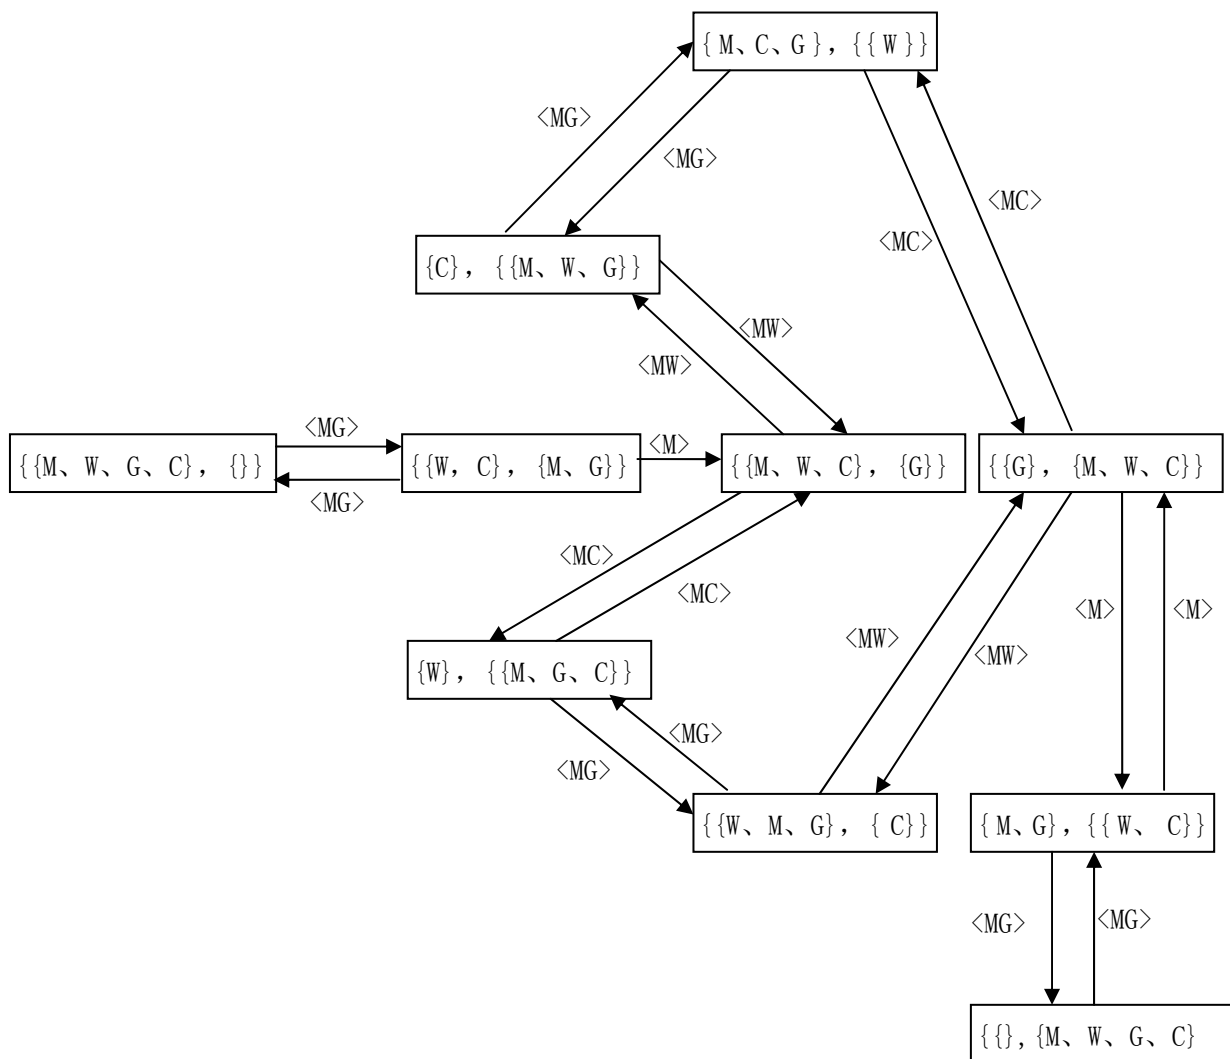 { M、C、G }, {{ W }}
<MG>
<MG>
<MC>
<MC>
{C}, {{M、W、G}}
<MW>
<MW>
<MG>
<M>
{{M、W、G、C}, {}}
{{W, C}, {M、G}}
{{M、W、C}, {G}}
{{G}, {M、W、C}}
<MG>
<MC>
<MC>
<M>
<M>
<MW>
<MW>
{W}, {{M、G、C}}
<MG>
<MG>
{{W、M、G}, { C}}
{ M、G}, {{ W、 C}}
<MG>
<MG>
{{}, {M、W、G、C}